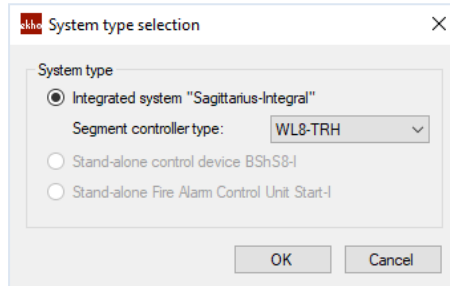 ekho System type selection
System type
Integrated system "Sagittarius-Integral"
Segment controller type: WL8-TRH
Stand-alone control device BShS8-I
Stand-alone Fire Alarm Control Unit Start-I
OK Cancel